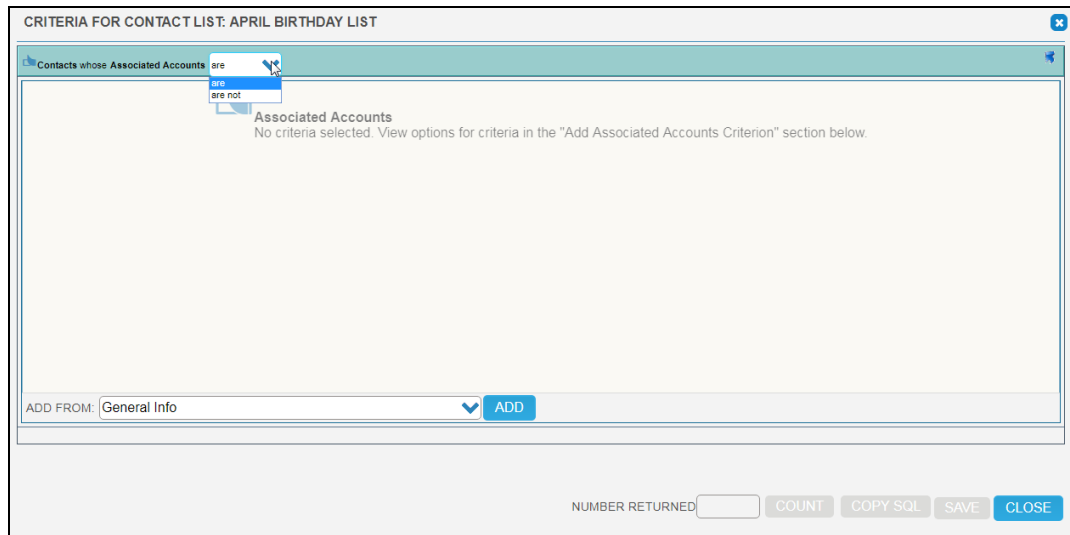 CRITERIA FOR CONTACT LIST: APRIL BIRTHDAY LIST
Contacts whose Associated Accounts are
are
are not
Associated Accounts
No criteria selected. View options for criteria in the "Add Associated Accounts Criterion" section below.
ADD FROM: General Info ADD
NUMBER RETURNED COUNT COPY SQL SAVE CLOSE